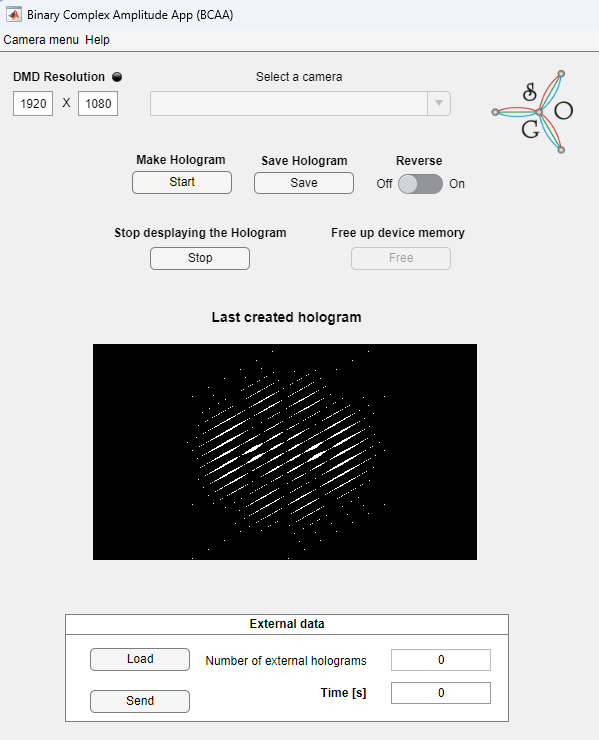 Binary Complex Amplitude App (BCAA)
Camera menu Help
DMD Resolution
Select a camera
1920 X 1080
S
O
G
Make Hologram Save Hologram Reverse
Start Save Off On
Stop desplaying the Hologram Free up device memory
Stop Free
Last created hologram
External data
Load Number of external holograms 0
Time [s] 0
Send